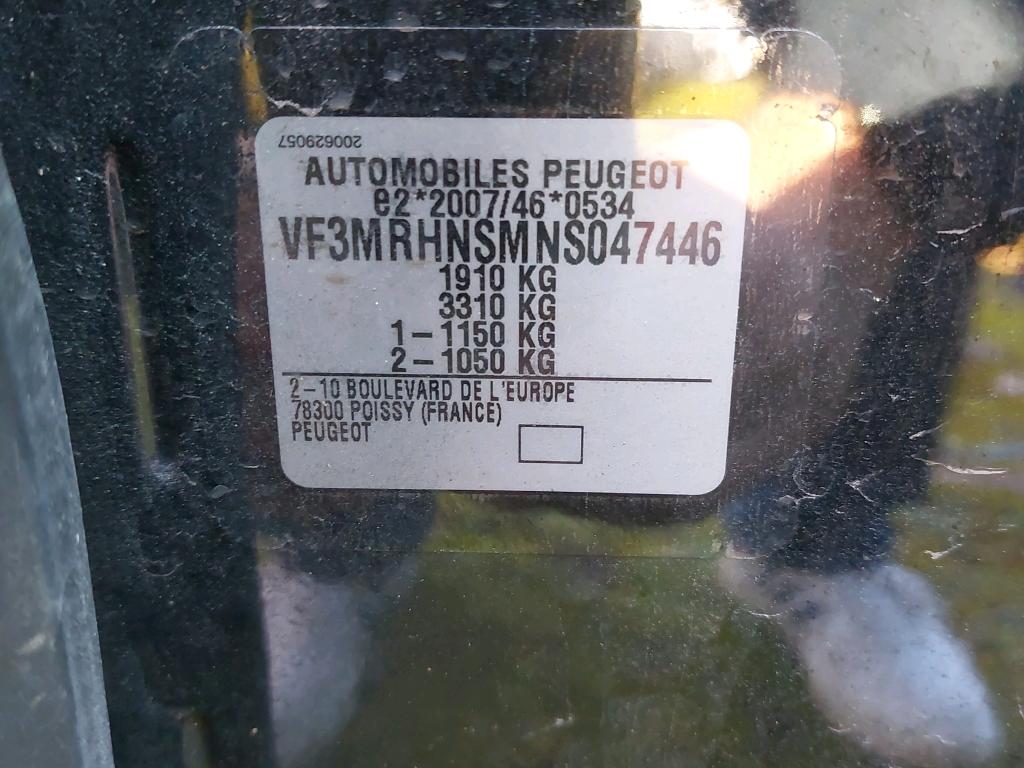 200629057
AUTOMOBILES PEUGEOT
e2*2007/46*0534
VF3MRHNSMNS047446
1910 KG
3310 KG
1-1150 KG
2-1050 KG
2-10 BOULEVARD DE L'EUROPE
78300 POISSY (FRANCE)
PEUGEOT